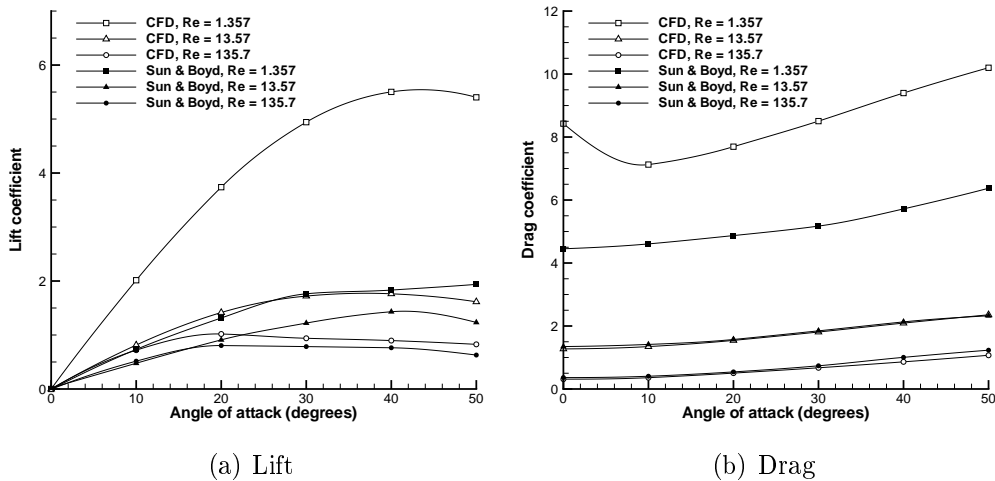 CFD, Re = 1.357
CFD, Re = 13.57
CFD, Re = 135.7
Sun & Boyd, Re = 1.357
Sun & Boyd, Re = 13.57
Sun & Boyd, Re = 135.7
Lift coefficient
6
4
2
0
0 10 20 30 40 50
Angle of attack (degrees)
(a) Lift
CFD, Re = 1.357
CFD, Re = 13.57
CFD, Re = 135.7
Sun & Boyd, Re = 1.357
Sun & Boyd, Re = 13.57
Sun & Boyd, Re = 135.7
Drag coefficient
12
10
8
6
4
2
0
0 10 20 30 40 50
Angle of attack (degrees)
(b) Drag